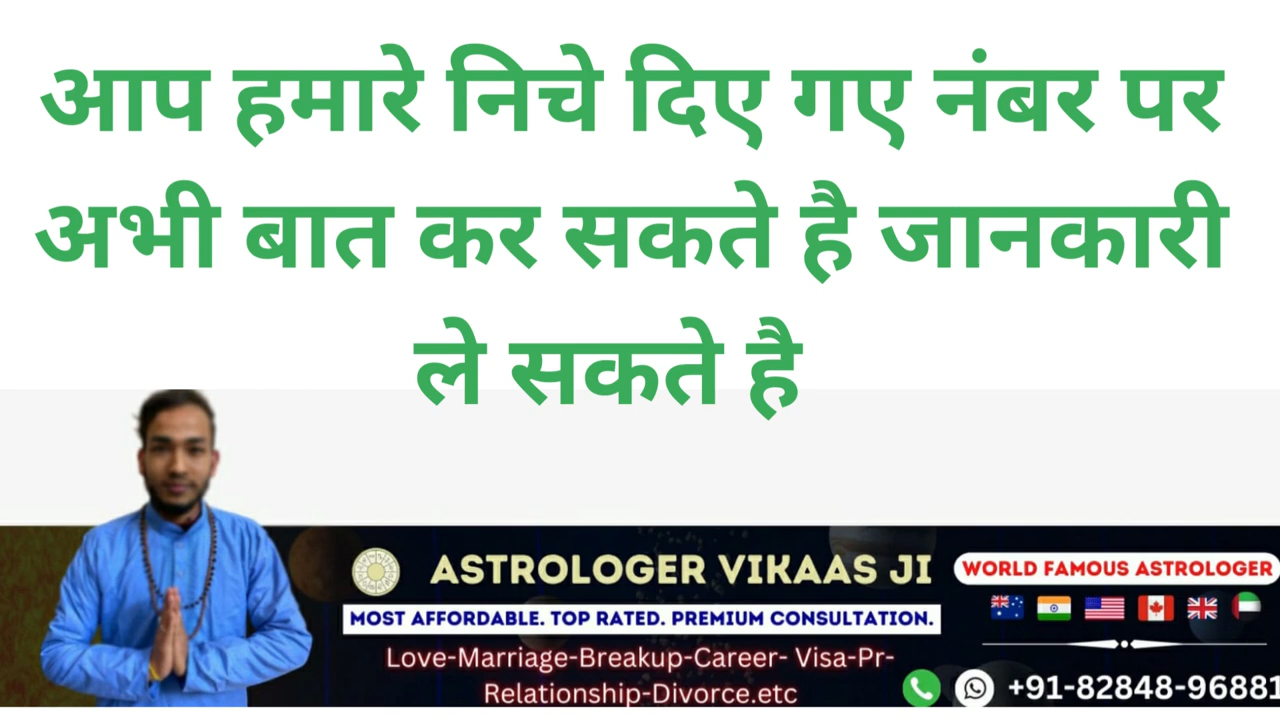 आप हमारे निचे दिए गए नंबर पर
अभी बात कर सकते है जानकारी
ले सकते है
ASTROLOGER VIKAAS JI
WORLD FAMOUS ASTROLOGER
MOST AFFORDABLE. TOP RATED. PREMIUM CONSULTATION.
Love-Marriage-Breakup-Career- Visa-Pr-
Relationship-Divorce.etc
+91-82848-96881